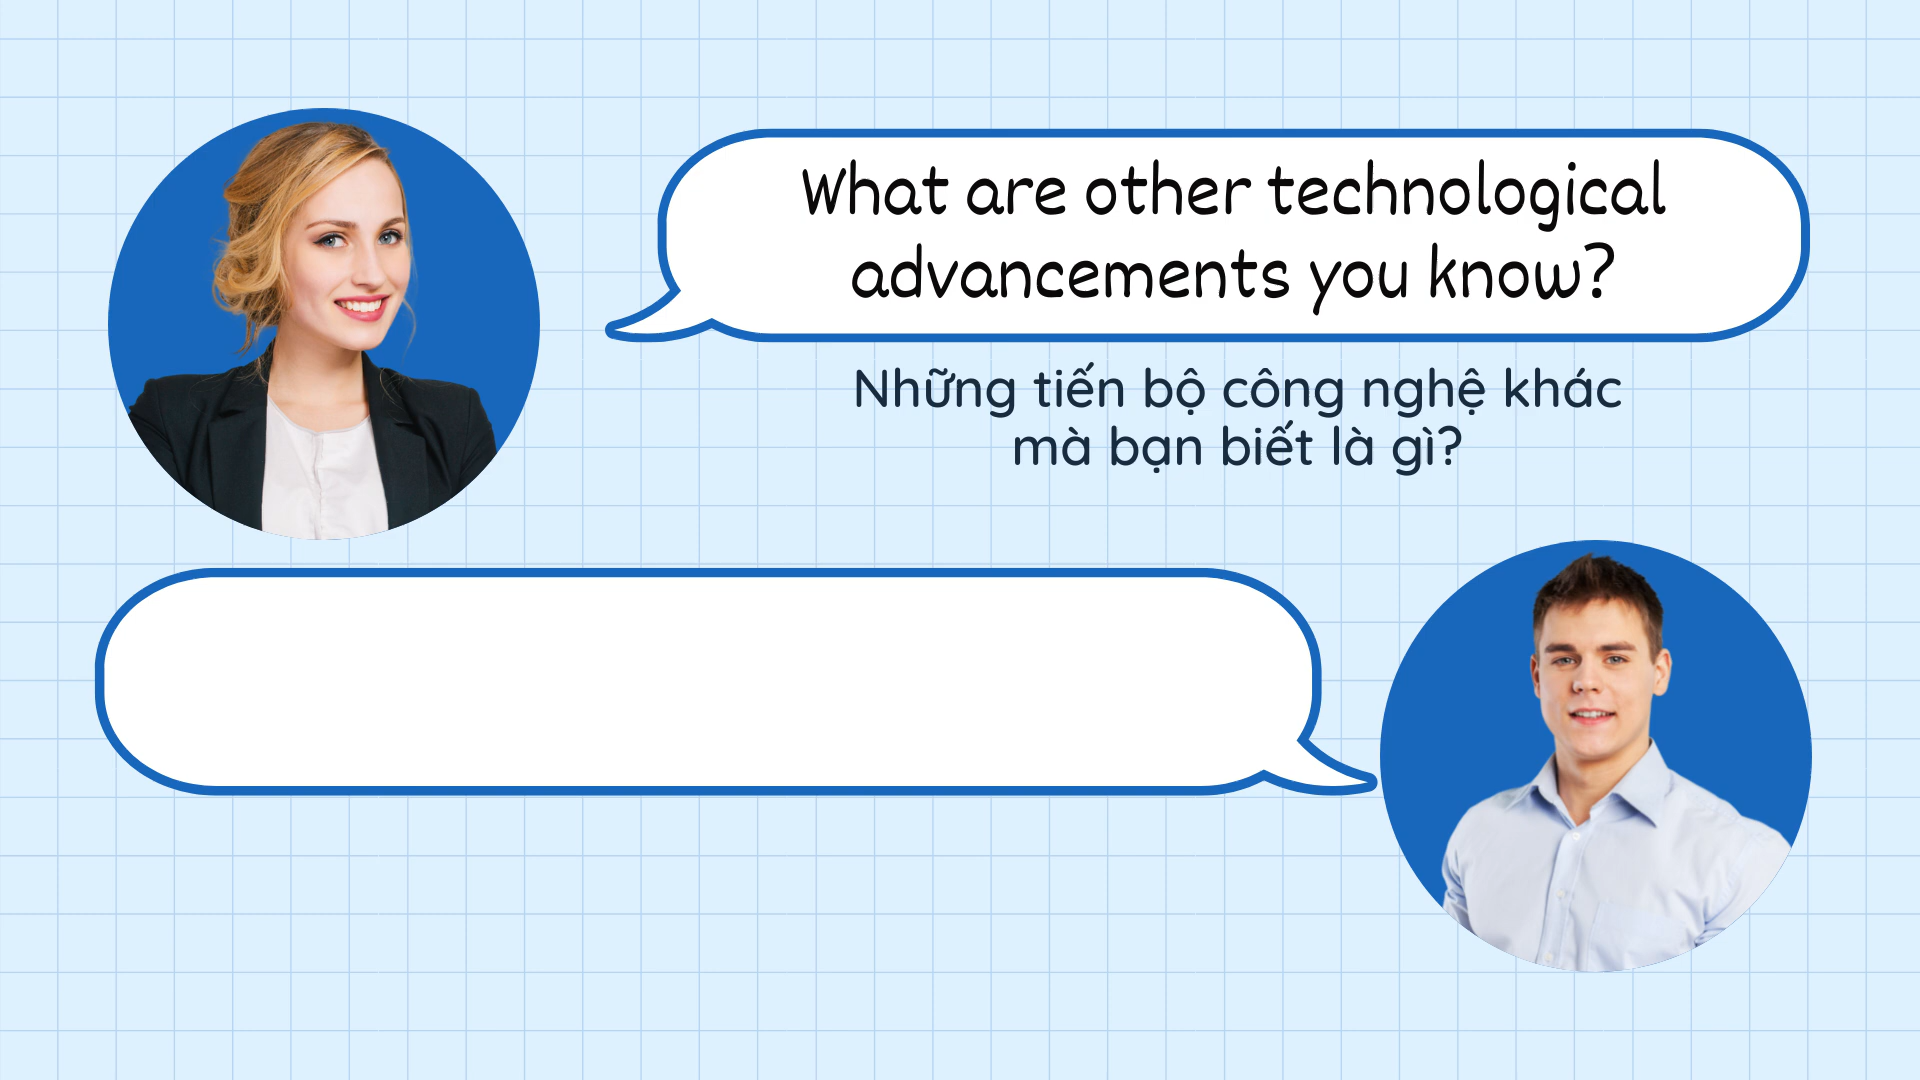 What are other technological
advancements you know?
Những tiến bộ công nghệ khác
mà bạn biết là gì?